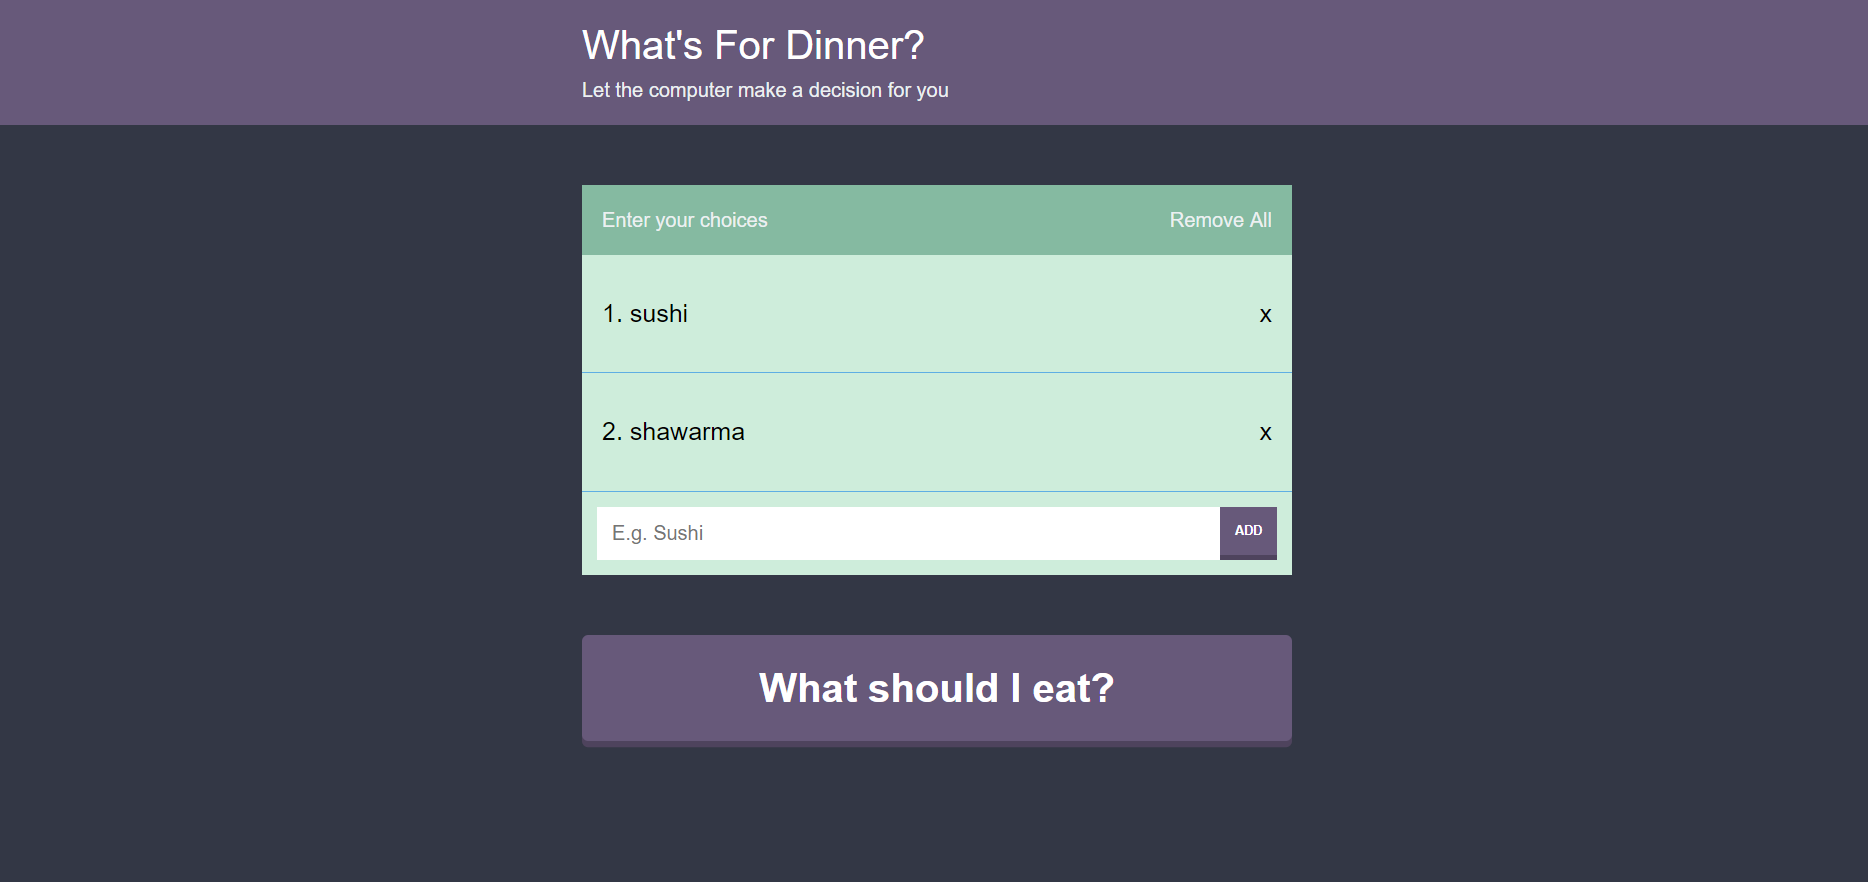 What's For Dinner?
Let the computer make a decision for you
Enter your choices Remove All
1. sushi x
2. shawarma x
E.g. Sushi ADD
What should I eat?